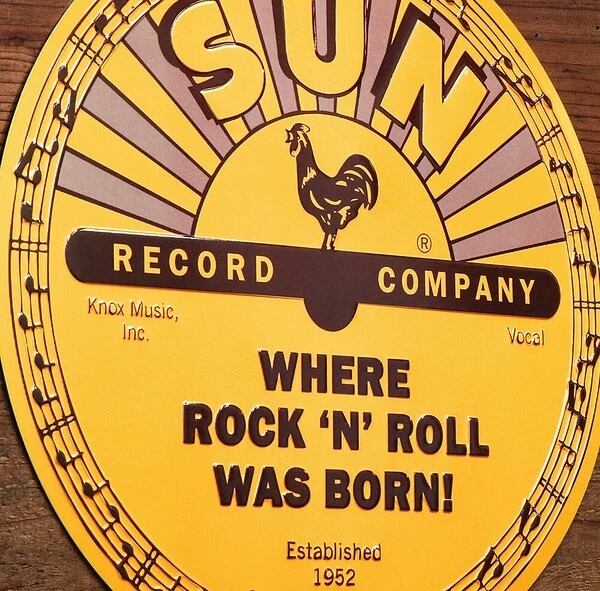 SUN
®
RECORD COMPANY
Knox Music,
Inc.
Vocal
WHERE
ROCK ‘N’ ROLL
WAS BORN!
Established
1952